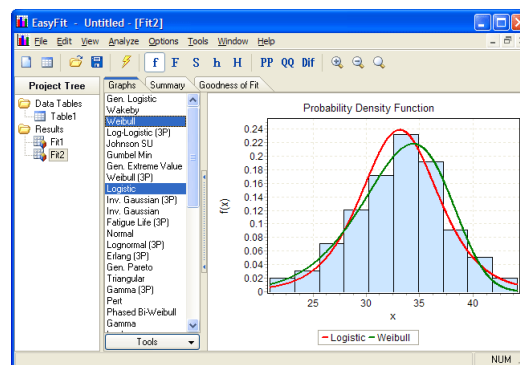 EasyFit - Untitled - [Fit2]
File Edit View Analyze Options Tools Window Help
f F S h H PP QQ Dif
Project Tree
Data Tables
Table1
Results
Fit1
Fit2
Graphs Summary Goodness of Fit
Gen. Logistic
Wakeby
Weibull
Log-Logistic (3P)
Johnson SU
Gumbel Min
Gen. Extreme Value
Weibull (3P)
Logistic
Inv. Gaussian (3P)
Inv. Gaussian
Fatigue Life (3P)
Normal
Lognormal (3P)
Erlang (3P)
Gen. Pareto
Triangular
Gamma (3P)
Pert
Phased Bi-Weibull
Gamma
Tools
Probability Density Function
f(x)
0.24
0.22
0.2
0.18
0.16
0.14
0.12
0.1
0.08
0.06
0.04
0.02
0
25 30 35 40
x
Logistic Weibull
NUM